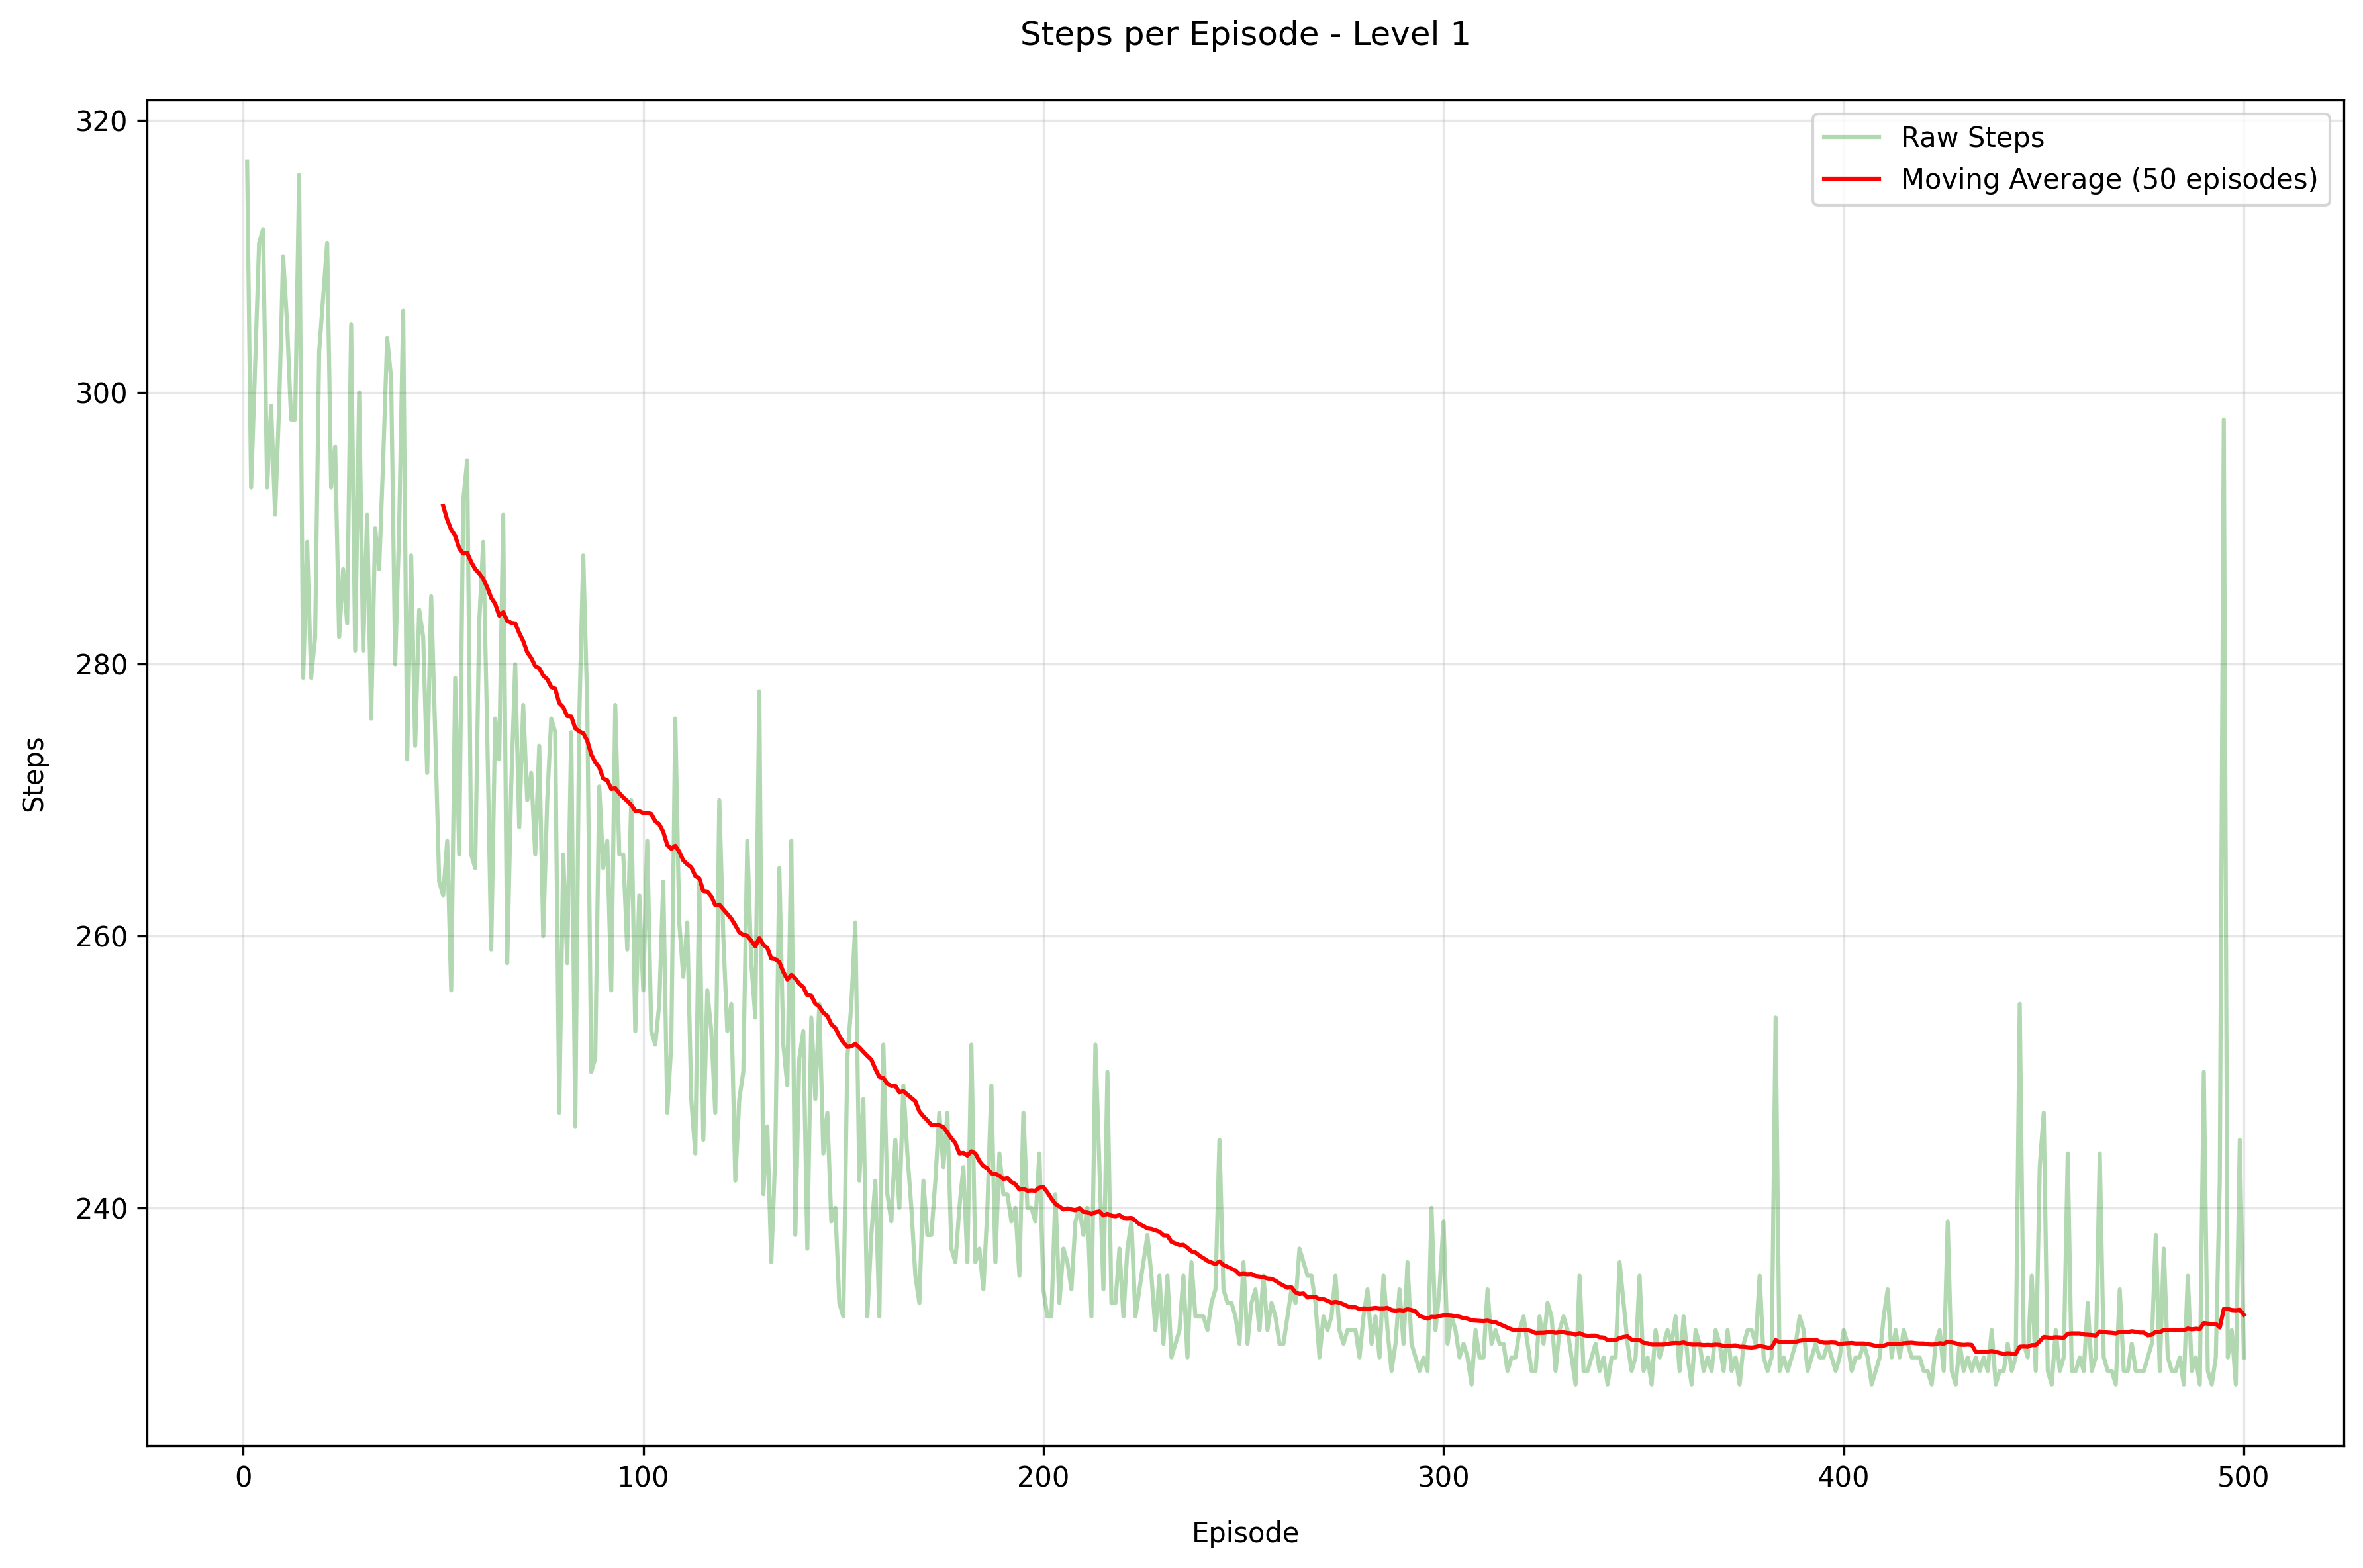 Steps per Episode - Level 1
Raw Steps
Moving Average (50 episodes)
320
300
280
260
240
Steps
0 100 200 300 400 500
Episode